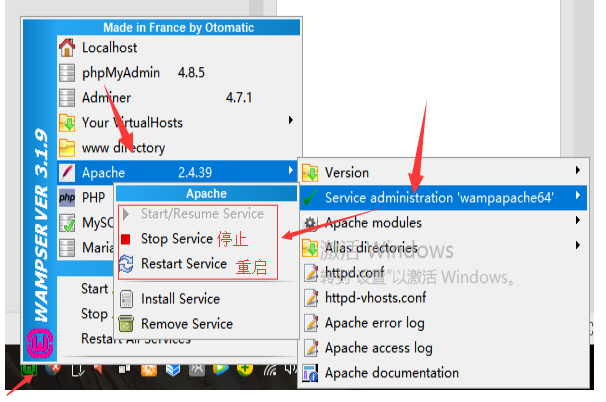 Made in France by Otomatic
WAMPSERVER 3.1.9
Localhost
phpMyAdmin 4.8.5
Adminer 4.7.1
Your VirtualHosts
www directory
Apache 2.4.39
php PHP
MySC
Maria
Start
Stop
Restart All Services
Apache
Start/Resume Service
Stop Service 停止
Restart Service 重启
Install Service
Remove Service
Version
Service administration 'wampapache64'
Apache modules
Alias directories
httpd.conf
httpd-vhosts.conf
Apache error log
Apache access log
Apache documentation
激活 Windows
转到"设置"以激活 Windows。